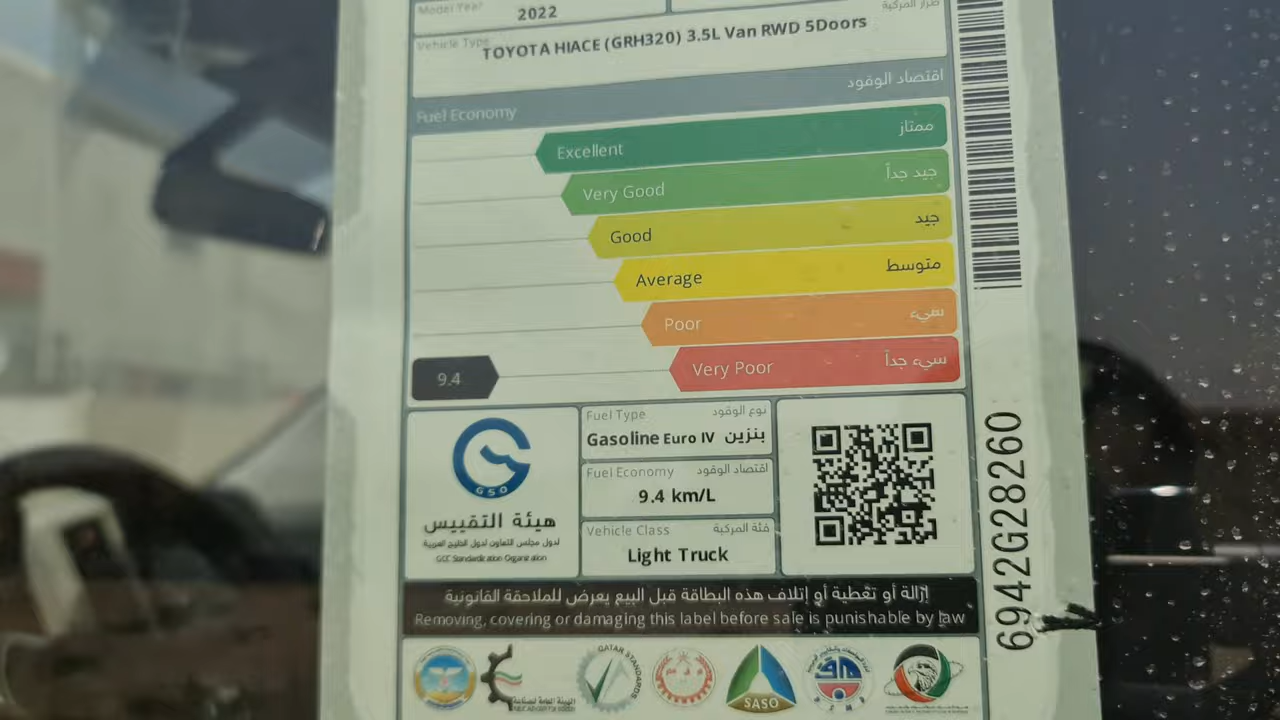 Model Year
2022
طراز المركبة
Vehicle Type
TOYOTA HIACE (GRH320) 3.5L Van RWD 5Doors
Fuel Economy اقتصاد الوقود
Excellent ممتاز
Very Good جيد جداً
Good جيد
Average متوسط
Poor سيء
Very Poor سيء جداً
9.4
GSO
هيئة التقييس
لدول مجلس التعاون لدول الخليج العربية
GCC Standardization Organization
Fuel Type نوع الوقود
Gasoline Euro IV بنزين
Fuel Economy اقتصاد الوقود
9.4 km/L
Vehicle Class فئة المركبة
Light Truck
6942G28260
إزالة أو تغطية أو إتلاف هذه البطاقة قبل البيع يعرض للملاحقة القانونية
Removing, covering or damaging this label before sale is punishable by law
QATAR STANDARDS
SASO